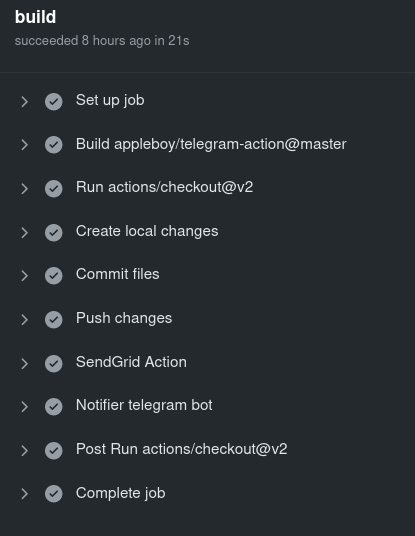 build
succeeded 8 hours ago in 21s
Set up job
Build appleboy/telegram-action@master
Run actions/checkout@v2
Create local changes
Commit files
Push changes
SendGrid Action
Notifier telegram bot
Post Run actions/checkout@v2
Complete job